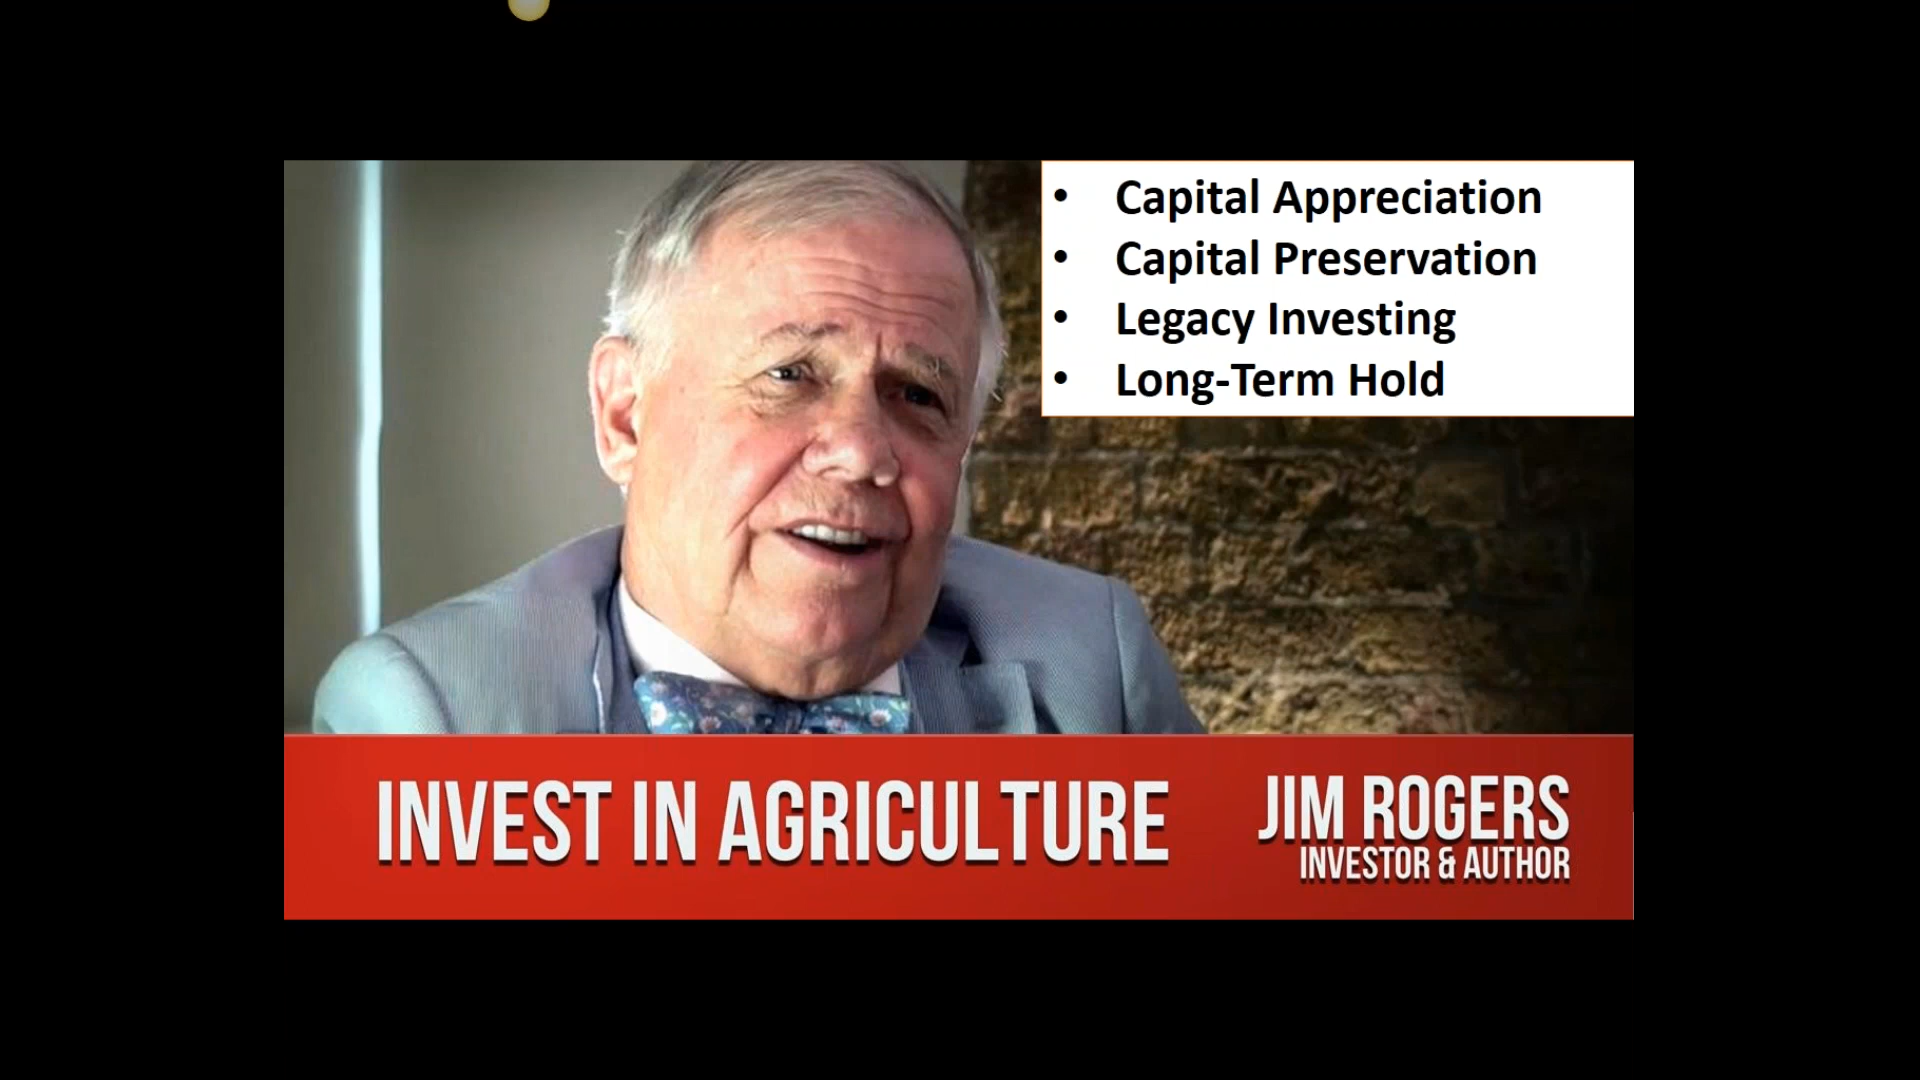 • Capital Appreciation
• Capital Preservation
• Legacy Investing
• Long-Term Hold
INVEST IN AGRICULTURE
JIM ROGERS
INVESTOR & AUTHOR